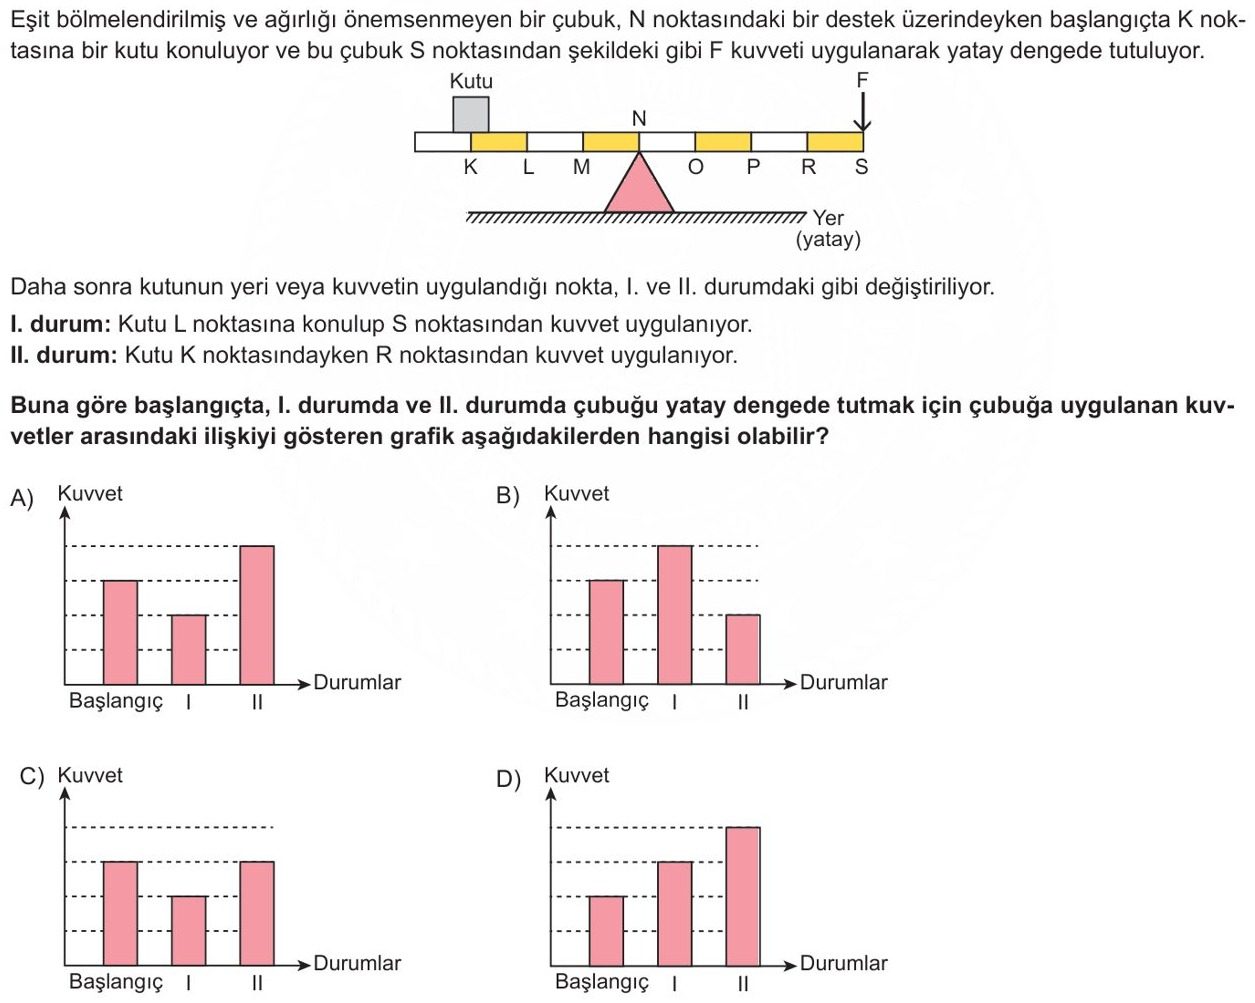 Eşit bölmelendirilmiş ve ağırlığı önemsenmeyen bir çubuk, N noktasındaki bir destek üzerindeyken başlangıçta K nok-
tasına bir kutu konuluyor ve bu çubuk S noktasından şekildeki gibi F kuvveti uygulanarak yatay dengede tutuluyor.
Kutu F
N
K L M O P R S
Yer
(yatay)
Daha sonra kutunun yeri veya kuvvetin uygulandığı nokta, I. ve II. durumdaki gibi değiştiriliyor.
I. durum: Kutu L noktasına konulup S noktasından kuvvet uygulanıyor.
II. durum: Kutu K noktasındayken R noktasından kuvvet uygulanıyor.
Buna göre başlangıçta, I. durumda ve II. durumda çubuğu yatay dengede tutmak için çubuğa uygulanan kuv-
vetler arasındaki ilişkiyi gösteren grafik aşağıdakilerden hangisi olabilir?
A) Kuvvet
Durumlar
Başlangıç I II
B) Kuvvet
Durumlar
Başlangıç I II
C) Kuvvet
Durumlar
Başlangıç I II
D) Kuvvet
Durumlar
Başlangıç I II